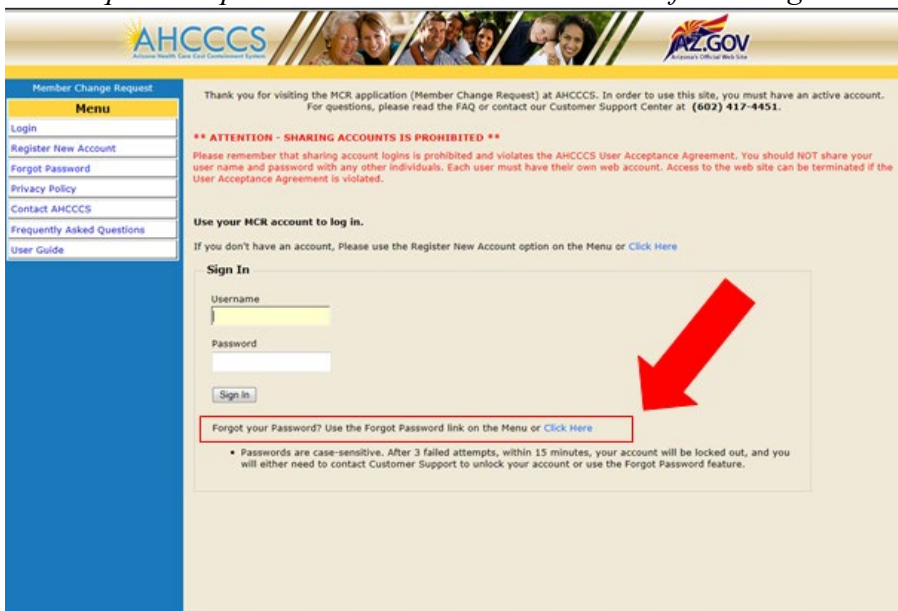 AHCCCS
Arizona Health Care Cost Containment System
AZ.GOV
Arizona's Official Web Site
Member Change Request
Menu
Login
Register New Account
Forgot Password
Privacy Policy
Contact AHCCCS
Frequently Asked Questions
User Guide
Thank you for visiting the MCR application (Member Change Request) at AHCCCS. In order to use this site, you must have an active account.
For questions, please read the FAQ or contact our Customer Support Center at (602) 417-4451.
** ATTENTION - SHARING ACCOUNTS IS PROHIBITED **
Please remember that sharing account logins is prohibited and violates the AHCCCS User Acceptance Agreement. You should NOT share your
user name and password with any other individuals. Each user must have their own web account. Access to the web site can be terminated if the
User Acceptance Agreement is violated.
Use your MCR account to log in.
If you don't have an account, Please use the Register New Account option on the Menu or Click Here
Sign In
Username
Password
Sign In
Forgot your Password? Use the Forgot Password link on the Menu or Click Here
• Passwords are case-sensitive. After 3 failed attempts, within 15 minutes, your account will be locked out, and you
will either need to contact Customer Support to unlock your account or use the Forgot Password feature.